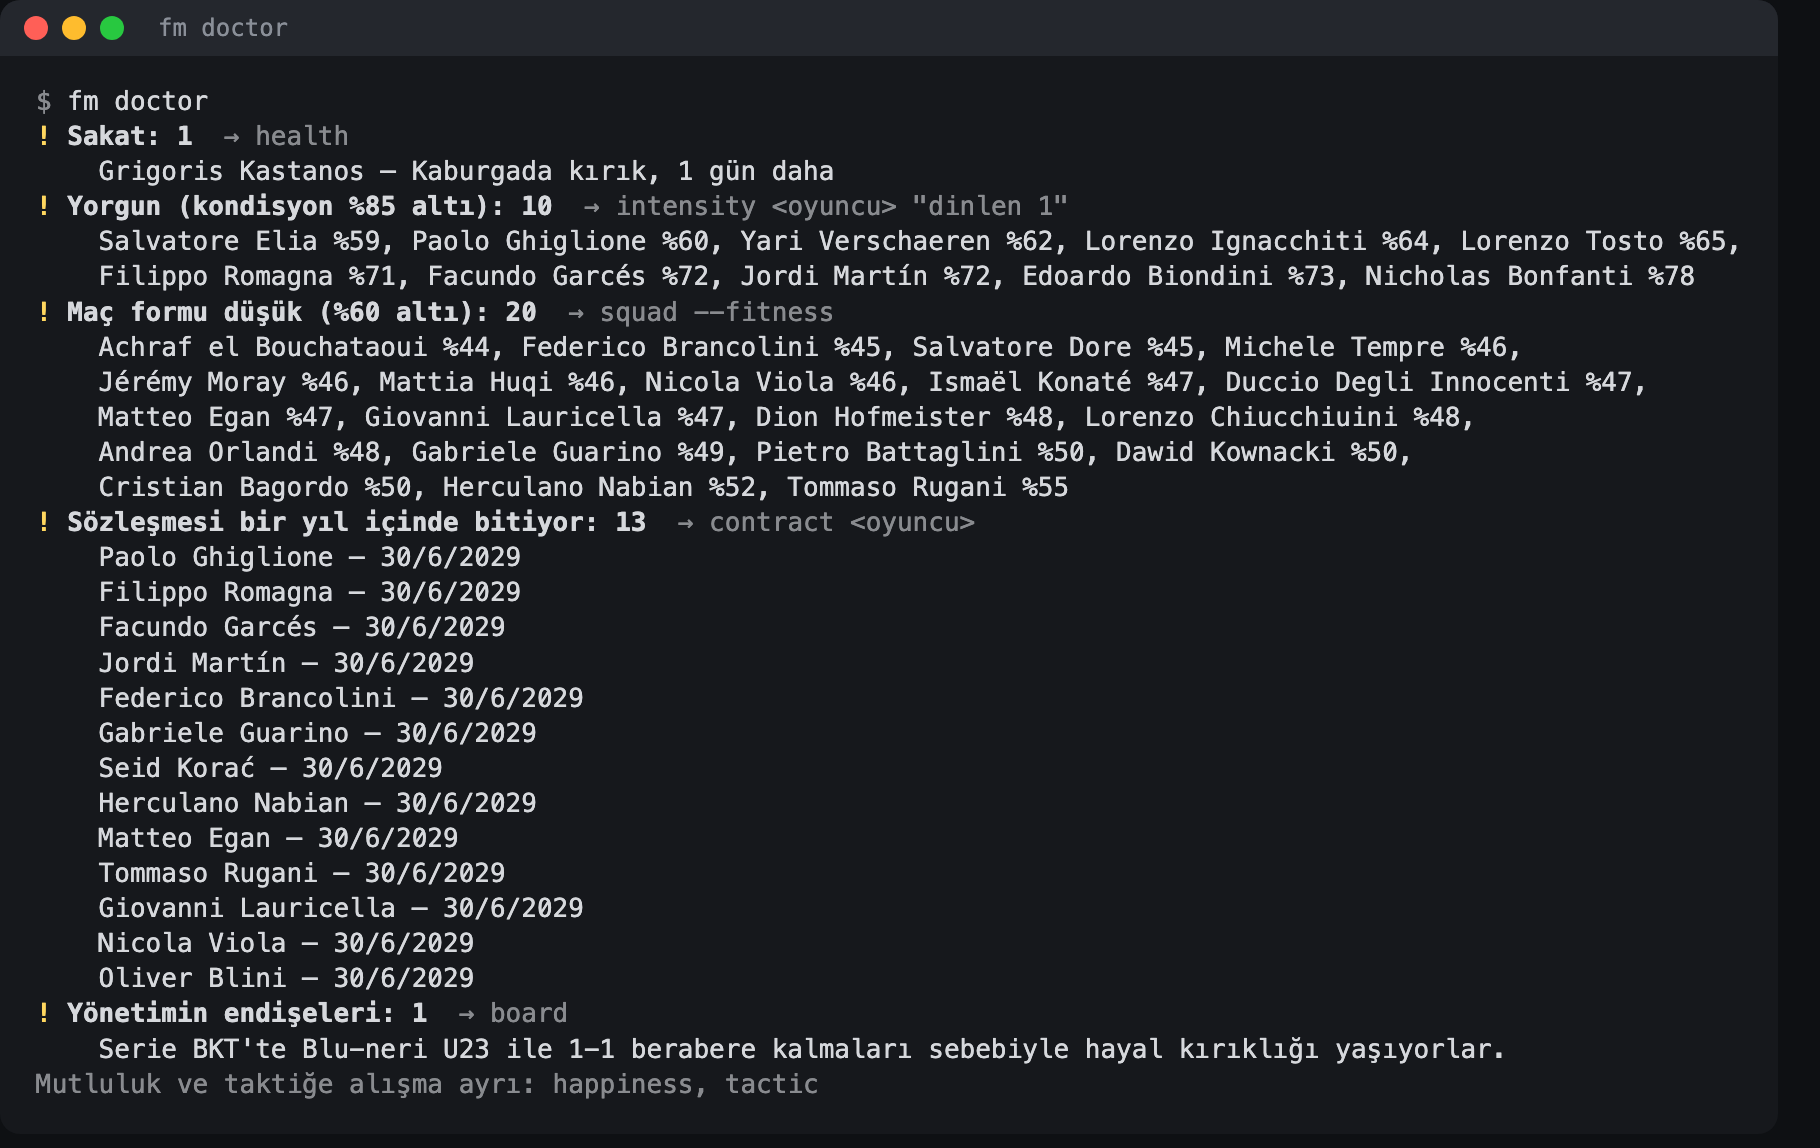 fm doctor
$ fm doctor
! Sakat: 1  → health
Grigoris Kastanos — Kaburgada kırık, 1 gün daha
! Yorgun (kondisyon %85 altı): 10  → intensity <oyuncu> "dinlen 1"
Salvatore Elia %59, Paolo Ghiglione %60, Yari Verschaeren %62, Lorenzo Ignacchiti %64, Lorenzo Tosto %65,
Filippo Romagna %71, Facundo Garcés %72, Jordi Martín %72, Edoardo Biondini %73, Nicholas Bonfanti %78
! Maç formu düşük (%60 altı): 20  → squad --fitness
Achraf el Bouchataoui %44, Federico Brancolini %45, Salvatore Dore %45, Michele Tempre %46,
Jérémy Moray %46, Mattia Huqi %46, Nicola Viola %46, Ismaël Konaté %47, Duccio Degli Innocenti %47,
Matteo Egan %47, Giovanni Lauricella %47, Dion Hofmeister %48, Lorenzo Chiucchiuini %48,
Andrea Orlandi %48, Gabriele Guarino %49, Pietro Battaglini %50, Dawid Kownacki %50,
Cristian Bagordo %50, Herculano Nabian %52, Tommaso Rugani %55
! Sözleşmesi bir yıl içinde bitiyor: 13  → contract <oyuncu>
Paolo Ghiglione — 30/6/2029
Filippo Romagna — 30/6/2029
Facundo Garcés — 30/6/2029
Jordi Martín — 30/6/2029
Federico Brancolini — 30/6/2029
Gabriele Guarino — 30/6/2029
Seid Korać — 30/6/2029
Herculano Nabian — 30/6/2029
Matteo Egan — 30/6/2029
Tommaso Rugani — 30/6/2029
Giovanni Lauricella — 30/6/2029
Nicola Viola — 30/6/2029
Oliver Blini — 30/6/2029
! Yönetimin endişeleri: 1  → board
Serie BKT'te Blu-neri U23 ile 1-1 berabere kalmaları sebebiyle hayal kırıklığı yaşıyorlar.
Mutluluk ve taktiğe alışma ayrı: happiness, tactic